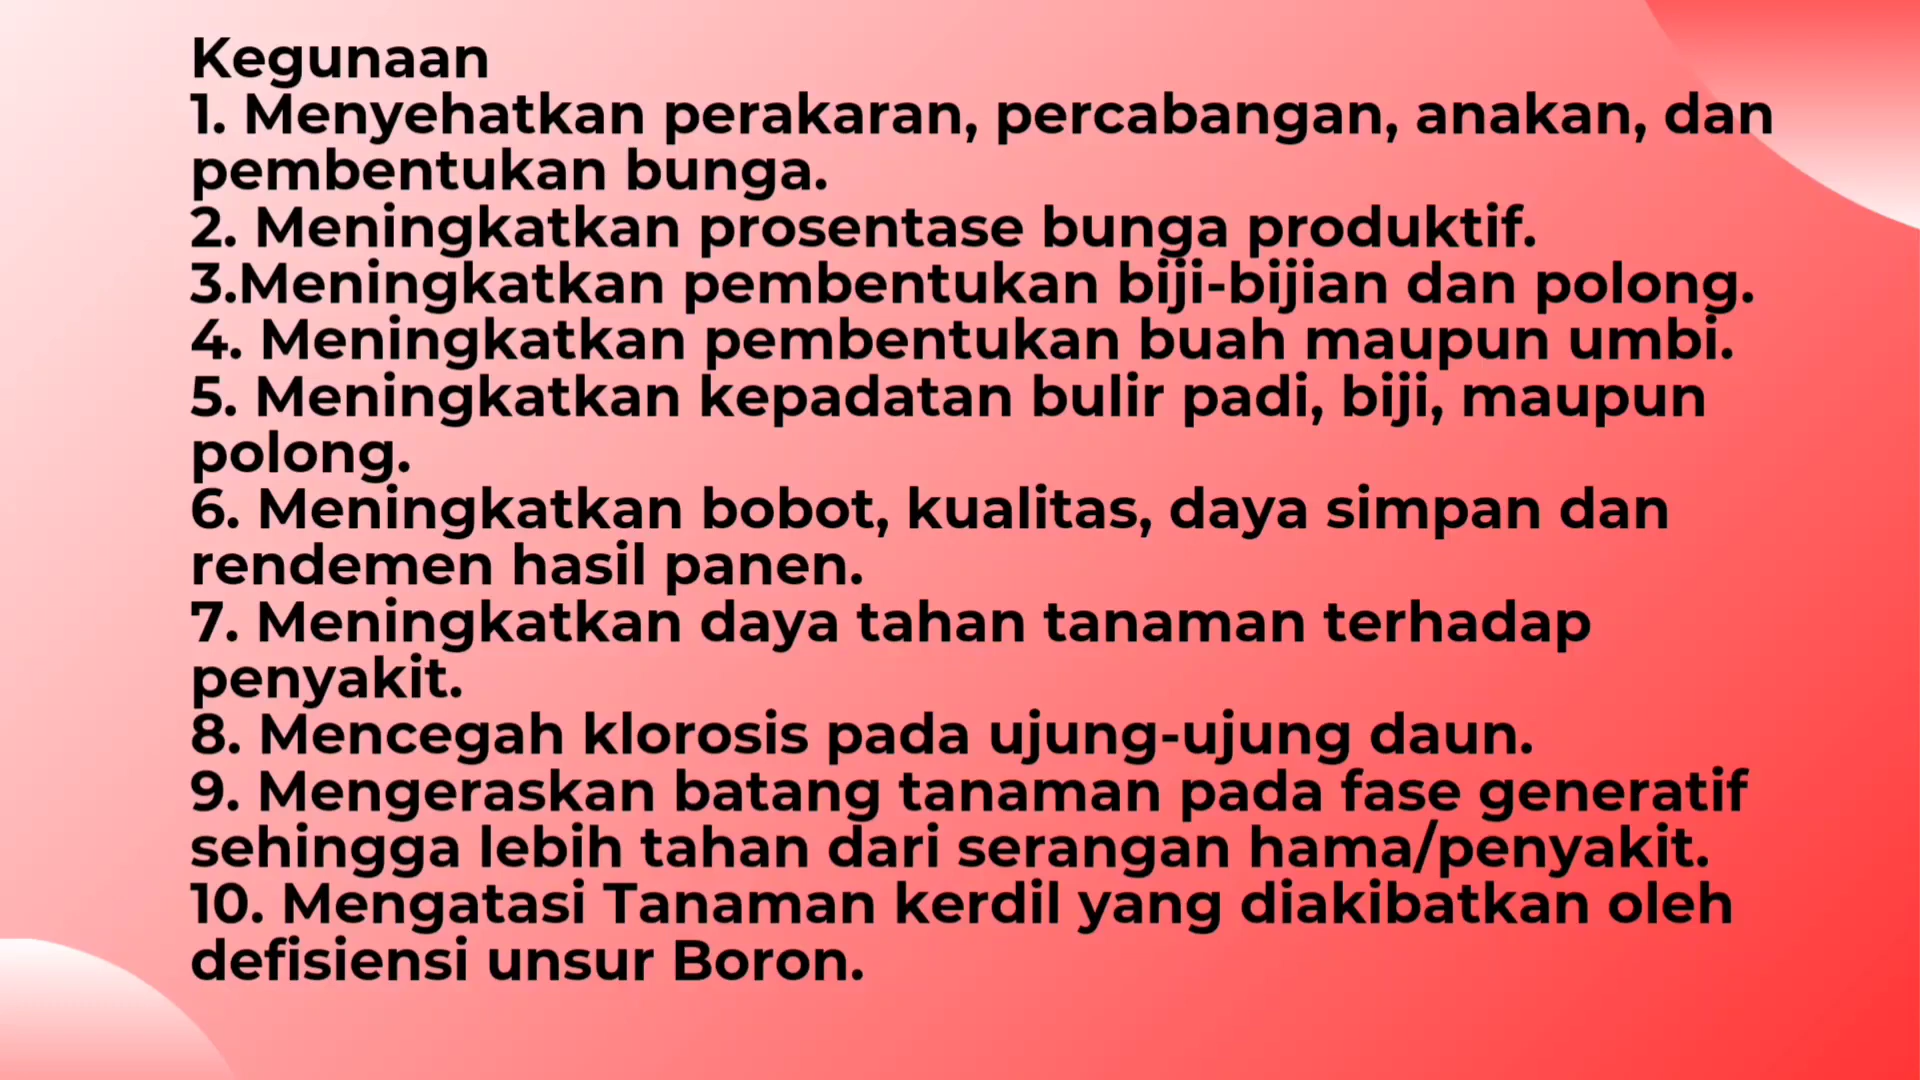 Kegunaan
1. Menyehatkan perakaran, percabangan, anakan, dan
pembentukan bunga.
2. Meningkatkan prosentase bunga produktif.
3.Meningkatkan pembentukan biji-bijian dan polong.
4. Meningkatkan pembentukan buah maupun umbi.
5. Meningkatkan kepadatan bulir padi, biji, maupun
polong.
6. Meningkatkan bobot, kualitas, daya simpan dan
rendemen hasil panen.
7. Meningkatkan daya tahan tanaman terhadap
penyakit.
8. Mencegah klorosis pada ujung-ujung daun.
9. Mengeraskan batang tanaman pada fase generatif
sehingga lebih tahan dari serangan hama/penyakit.
10. Mengatasi Tanaman kerdil yang diakibatkan oleh
defisiensi unsur Boron.